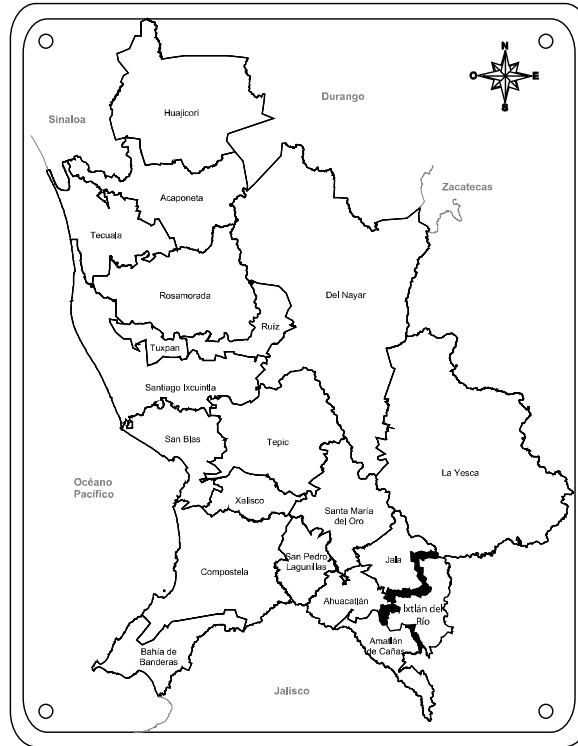 N
O
E
S
Durango
Sinaloa
Huajicori
Zacatecas
Acaponeta
Tecuala
Rosamorada
Del Nayar
Ruiz
Tuxpan
Santiago Ixcuintla
San Blas
Tepic
La Yesca
Océano
Pacífico
Xalisco
Santa María
del Oro
San Pedro
Lagunillas
Jala
Compostela
Ahuacatlán
Ixtlán del
Río
Amatlán
de Cañas
Bahía de
Banderas
Jalisco